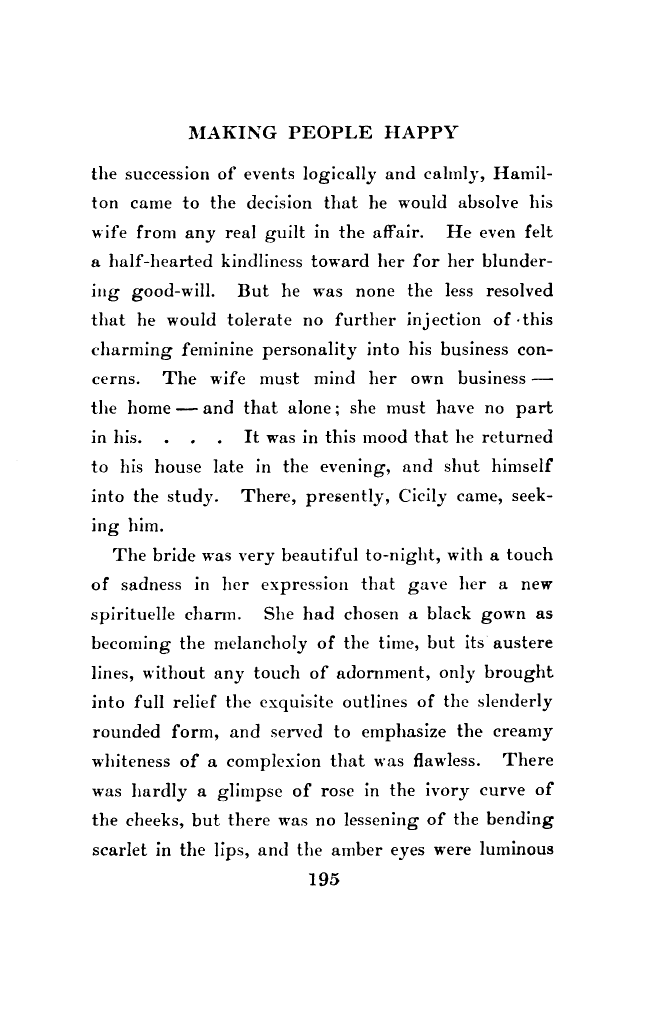 MAKING PEOPLE HAPPY
the succession of events logically and calmly, Hamil-
ton came to the decision that he would absolve his
wife from any real guilt in the affair. He even felt
a half-hearted kindliness toward her for her blunder-
ing good-will. But he was none the less resolved
that he would tolerate no further injection of this
charming feminine personality into his business con-
cerns. The wife must mind her own business —
the home — and that alone; she must have no part
in his. . . . It was in this mood that he returned
to his house late in the evening, and shut himself
into the study. There, presently, Cicily came, seek-
ing him.
The bride was very beautiful to-night, with a touch
of sadness in her expression that gave her a new
spirituelle charm. She had chosen a black gown as
becoming the melancholy of the time, but its austere
lines, without any touch of adornment, only brought
into full relief the exquisite outlines of the slenderly
rounded form, and served to emphasize the creamy
whiteness of a complexion that was flawless. There
was hardly a glimpse of rose in the ivory curve of
the cheeks, but there was no lessening of the bending
scarlet in the lips, and the amber eyes were luminous
195